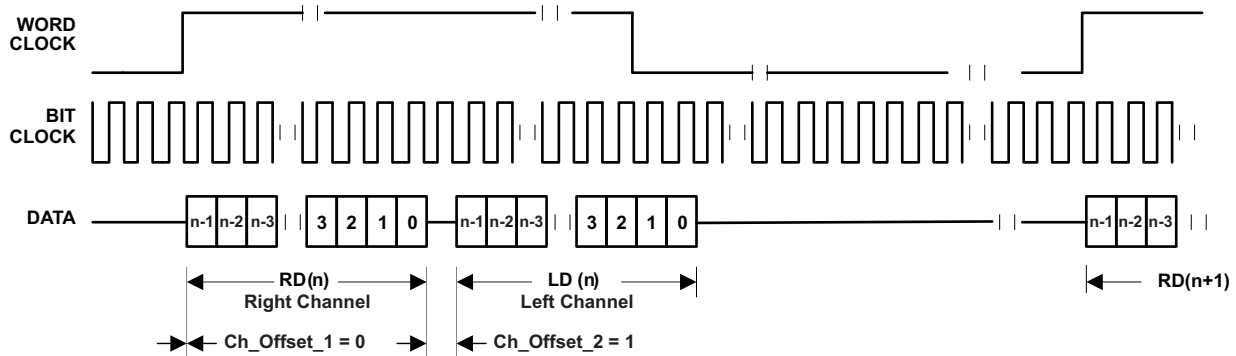 WORD
CLOCK
BIT
CLOCK
DATA
n-1 n-2 n-3 3 2 1 0 n-1 n-2 n-3 3 2 1 0 n-1 n-2 n-3
RD(n) LD (n) RD(n+1)
Right Channel Left Channel
Ch_Offset_1 = 0 Ch_Offset_2 = 1